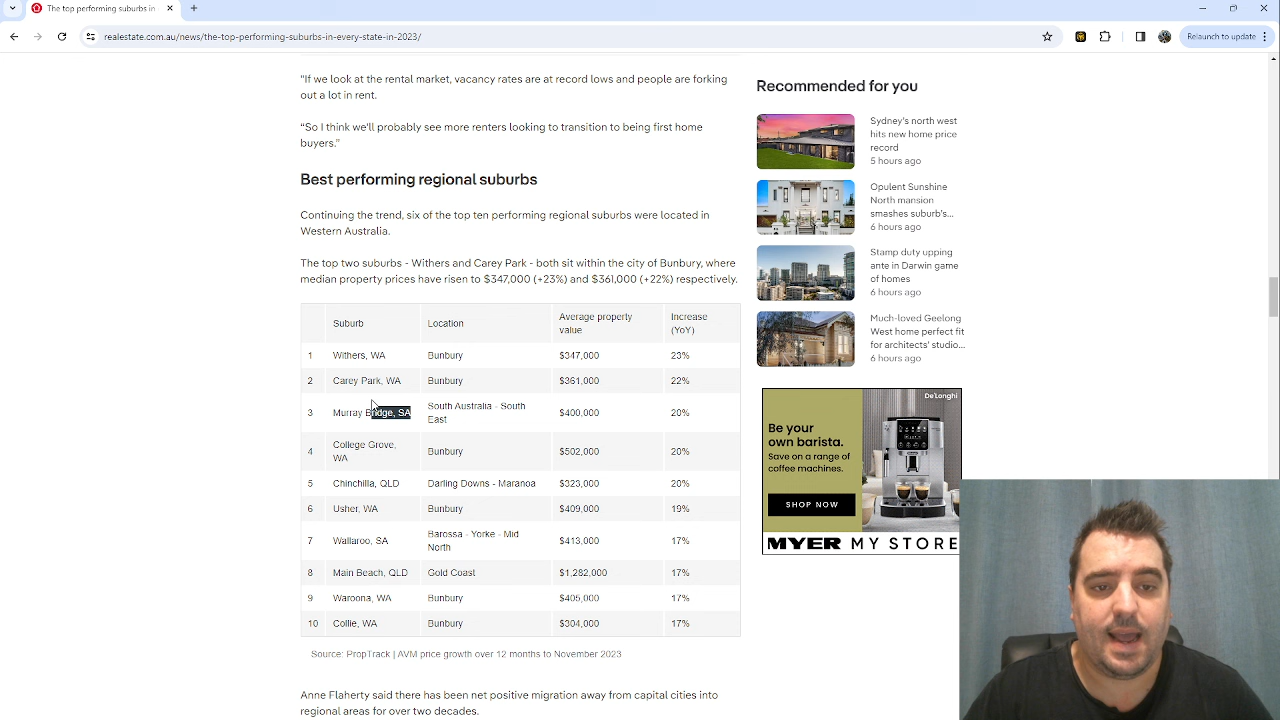 The top performing suburbs in
realestate.com.au/news/the-top-performing-suburbs-in-every-state-in-2023/
Relaunch to update
"If we look at the rental market, vacancy rates are at record lows and people are forking
out a lot in rent.
"So I think we'll probably see more renters looking to transition to being first home
buyers."
Best performing regional suburbs
Continuing the trend, six of the top ten performing regional suburbs were located in
Western Australia.
The top two suburbs - Withers and Carey Park - both sit within the city of Bunbury, where
median property prices have risen to $347,000 (+23%) and $361,000 (+22%) respectively.
Suburb Location Average property value Increase (YoY)
1 Withers, WA Bunbury $347,000 23%
2 Carey Park, WA Bunbury $361,000 22%
3 Murray Bridge, SA South Australia - South East $400,000 20%
4 College Grove, WA Bunbury $502,000 20%
5 Chinchilla, QLD Darling Downs - Maranoa $323,000 20%
6 Usher, WA Bunbury $409,000 19%
7 Wallaroo, SA Barossa - Yorke - Mid North $413,000 17%
8 Main Beach, QLD Gold Coast $1,282,000 17%
9 Waroona, WA Bunbury $405,000 17%
10 Collie, WA Bunbury $304,000 17%
Source: PropTrack | AVM price growth over 12 months to November 2023.
Anne Flaherty said there has been net positive migration away from capital cities into
regional areas for over two decades.
Recommended for you
Sydney's north west
hits new home price
record
5 hours ago
Opulent Sunshine
North mansion
smashes suburb's...
6 hours ago
Stamp duty upping
ante in Darwin game
of homes
6 hours ago
Much-loved Geelong
West home perfect fit
for architects' studio...
6 hours ago
De'Longhi
Be your
own barista.
Save on a range of
coffee machines.
SHOP NOW
MYER MY STORE